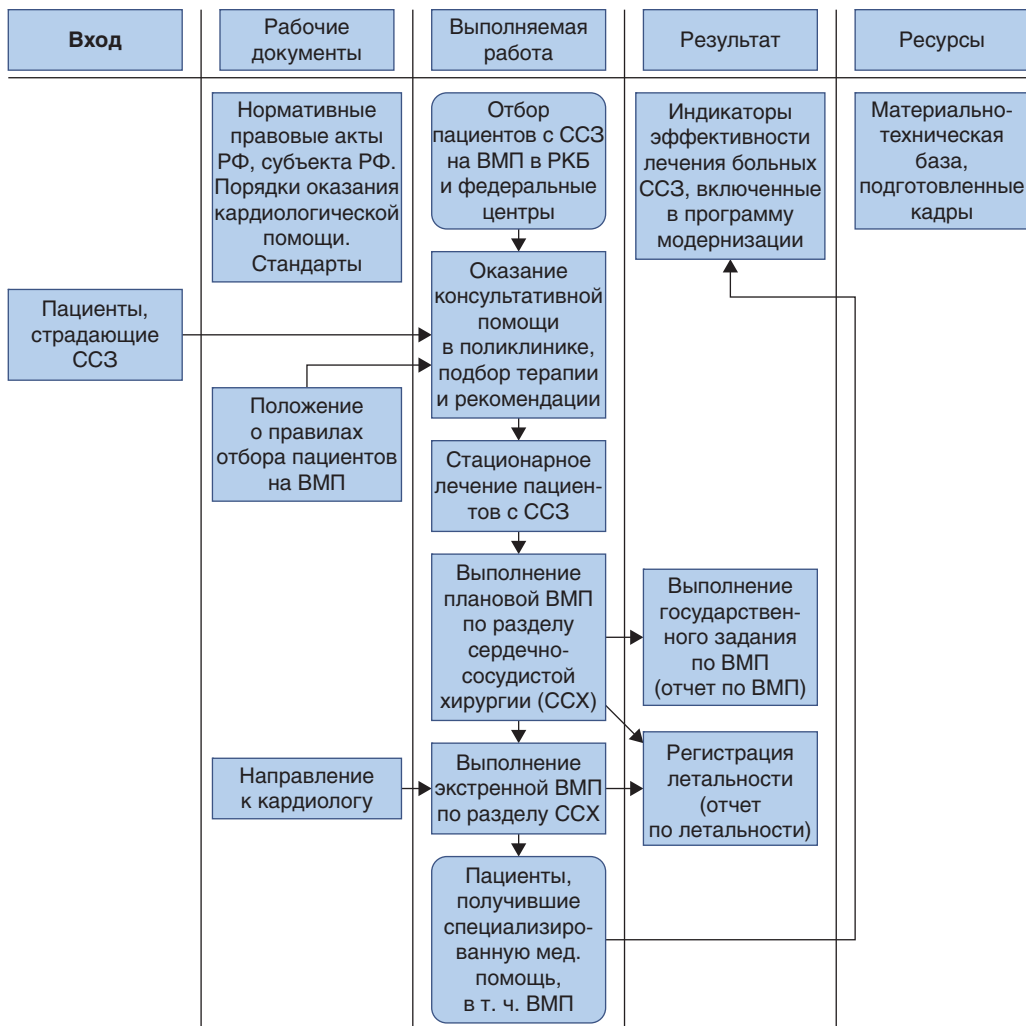 Вход
Рабочие
документы
Выполняемая
работа
Результат
Ресурсы
Нормативные
правовые акты
РФ, субъекта РФ.
Порядки оказания
кардиологической
помощи.
Стандарты
Отбор
пациентов с ССЗ
на ВМП в РКБ
и федеральные
центры
Индикаторы
эффективности
лечения больных
ССЗ, включенные
в программу
модернизации
Материально-
техническая
база,
подготовленные
кадры
Пациенты,
страдающие
ССЗ
Оказание
консультативной
помощи
в поликлинике,
подбор терапии
и рекомендации
Положение
о правилах
отбора пациентов
на ВМП
Стационарное
лечение пациен-
тов с ССЗ
Выполнение
плановой ВМП
по разделу
сердечно-
сосудистой
хирургии (ССХ)
Выполнение
государствен-
ного задания
по ВМП
(отчет по ВМП)
Направление
к кардиологу
Выполнение
экстренной ВМП
по разделу ССХ
Регистрация
летальности
(отчет
по летальности)
Пациенты,
получившие
специализиро-
ванную мед.
помощь,
в т. ч. ВМП